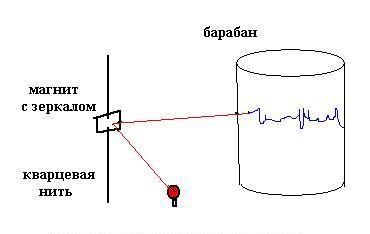 барабан
магнит
с зеркалом
кварцевая
нить